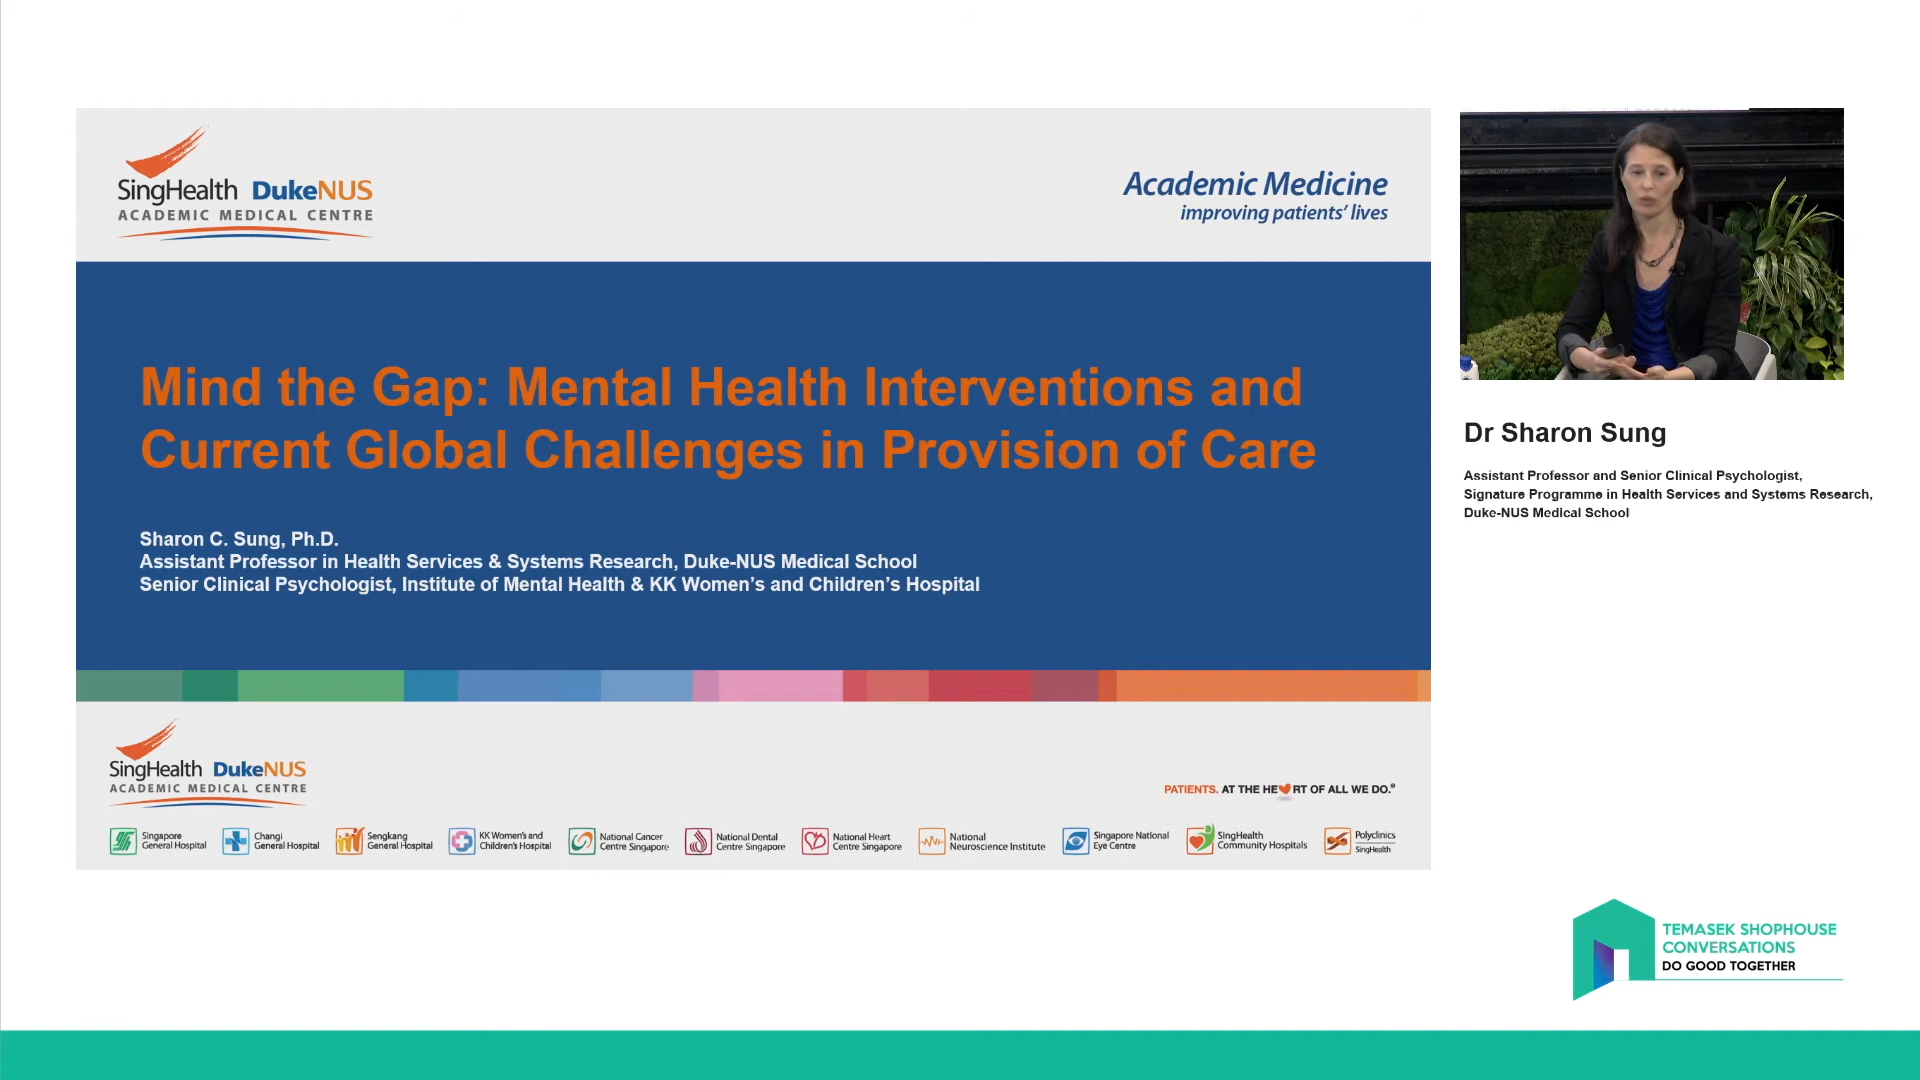 SingHealth DukeNUS
ACADEMIC MEDICAL CENTRE
Academic Medicine
improving patients' lives
Mind the Gap: Mental Health Interventions and
Current Global Challenges in Provision of Care
Sharon C. Sung, Ph.D.
Assistant Professor in Health Services & Systems Research, Duke-NUS Medical School
Senior Clinical Psychologist, Institute of Mental Health & KK Women's and Children's Hospital
SingHealth DukeNUS
ACADEMIC MEDICAL CENTRE
PATIENTS. AT THE HE RT OF ALL WE DO.®
Singapore
General Hospital
Changi
General Hospital
Sengkang
General Hospital
KK Women's and
Children's Hospital
National Cancer
Centre Singapore
National Dental
Centre Singapore
National Heart
Centre Singapore
National
Neuroscience Institute
Singapore National
Eye Centre
SingHealth
Community Hospitals
Polyclinics
SingHealth
Dr Sharon Sung
Assistant Professor and Senior Clinical Psychologist,
Signature Programme in Health Services and Systems Research,
Duke-NUS Medical School
TEMASEK SHOPHOUSE
CONVERSATIONS
DO GOOD TOGETHER